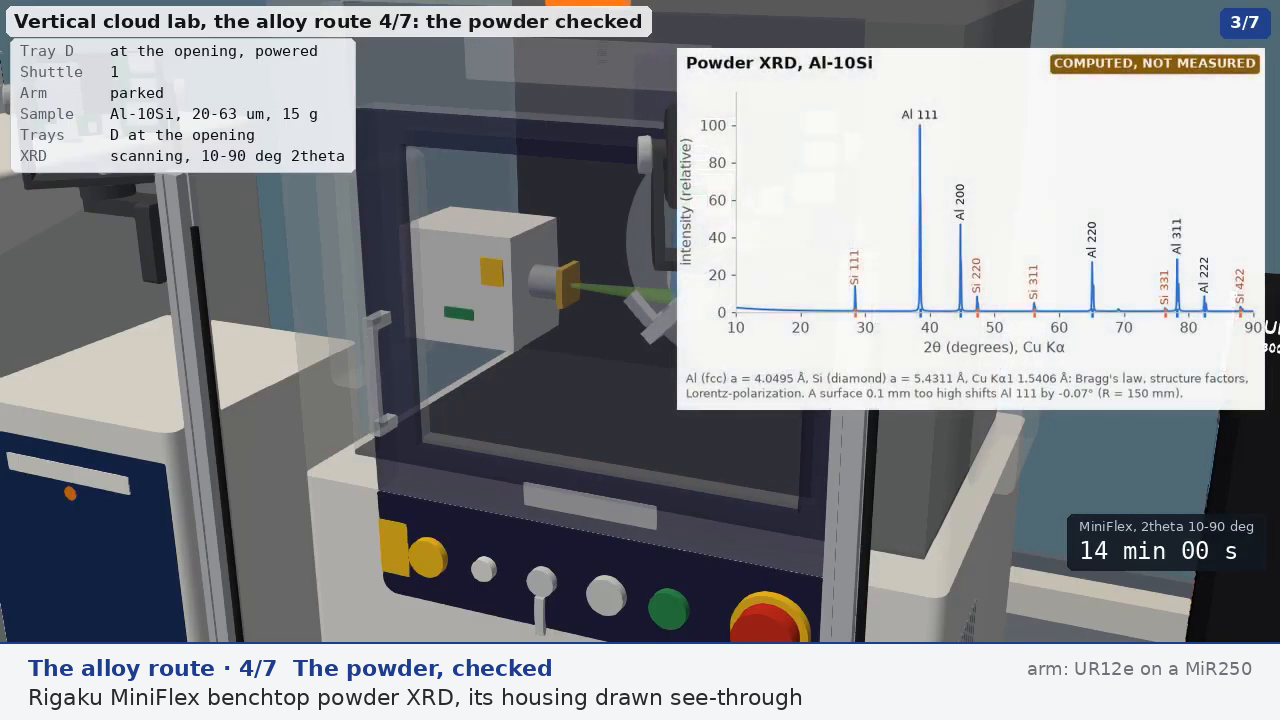 Vertical cloud lab, the alloy route 4/7: the powder checked
3/7
Tray D at the opening, powered
Shuttle 1
Arm parked
Sample Al-10Si, 20-63 um, 15 g
Trays D at the opening
XRD scanning, 10-90 deg 2theta
Powder XRD, Al-10Si
COMPUTED, NOT MEASURED
intensity (relative)
100
80
60
40
20
0
Si 111
Al 111
Al 200
Si 220
Si 311
Al 220
Si 331
Al 311
Al 222
Si 422
10 20 30 40 50 60 70 80 90
2θ (degrees), Cu Kα
Al (fcc) a = 4.0495 Å, Si (diamond) a = 5.4311 Å, Cu Kα1 1.5406 Å: Bragg's law, structure factors,
Lorentz-polarization. A surface 0.1 mm too high shifts Al 111 by -0.07° (R = 150 mm).
MiniFlex, 2theta 10-90 deg
14 min 00 s
The alloy route · 4/7 The powder, checked
arm: UR12e on a MiR250
Rigaku MiniFlex benchtop powder XRD, its housing drawn see-through